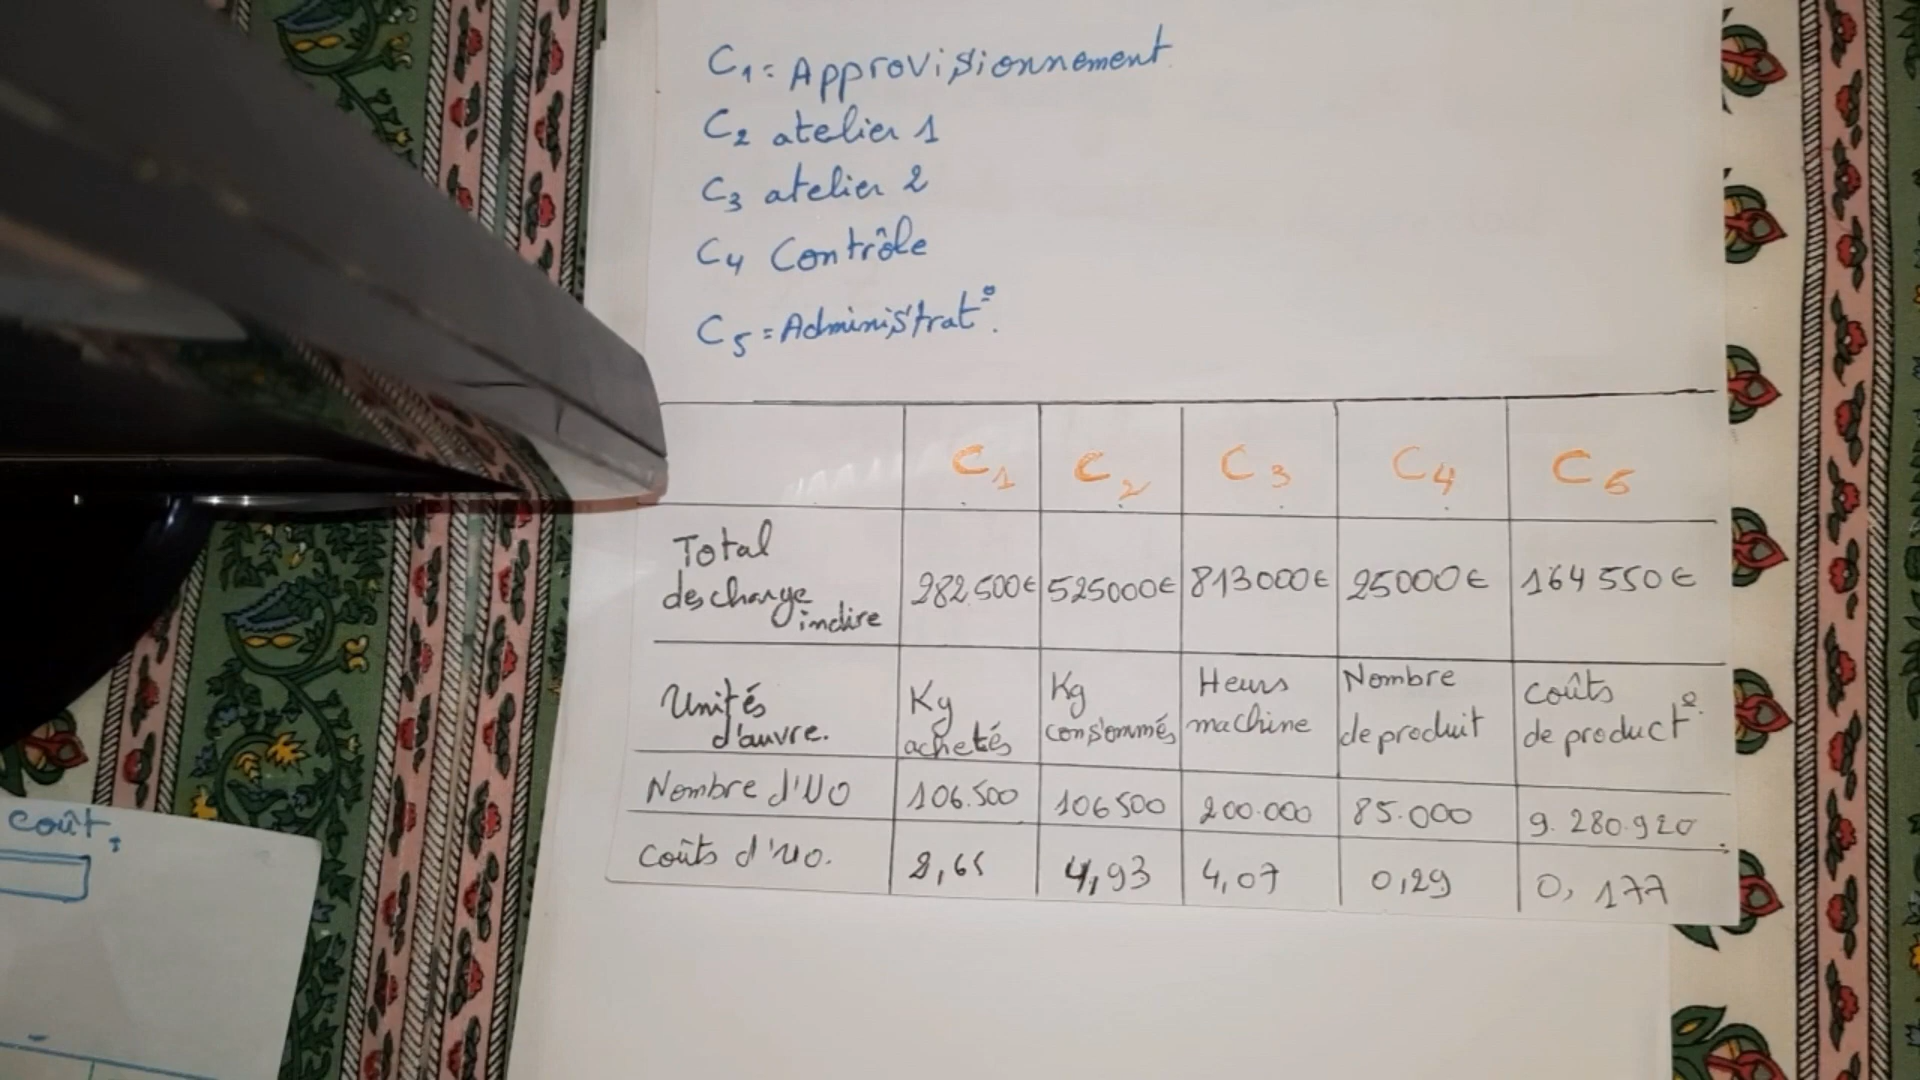 C1 = Approvisionnement
C2 atelier 1
C3 atelier 2
C4 Contrôle
C5 = Administrat°.
C1 C2 C3 C4 C5
Total des charge indire 282.500€ 525000€ 813000€ 25000€ 164 550€
Unités d'auvre. Kg achetés Kg consommés Heurs machine Nombre de produit coûts de product°.
Nombre d'UO 106.500 106500 200.000 85.000 9.280.920
coûts d'uo. 2,65 4,93 4,07 0,29 0,177
coût,